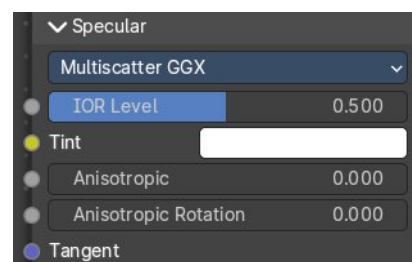 Specular
Multiscatter GGX
IOR Level 0.500
Tint
Anisotropic 0.000
Anisotropic Rotation 0.000
Tangent